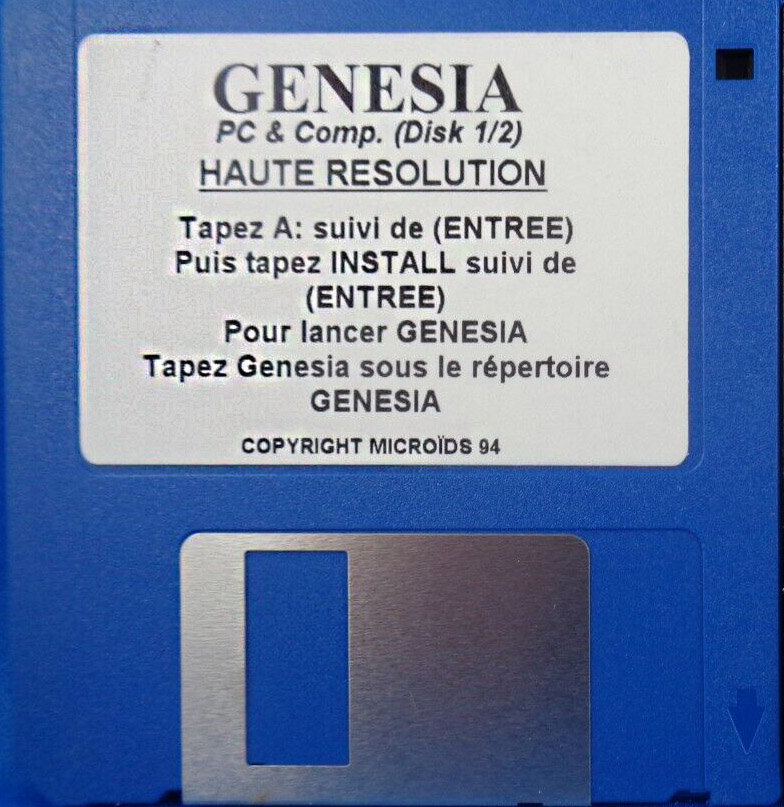 GENESIA
PC & Comp. (Disk 1/2)
HAUTE RESOLUTION
Tapez A: suivi de (ENTREE)
Puis tapez INSTALL suivi de
(ENTREE)
Pour lancer GENESIA
Tapez Genesia sous le répertoire
GENESIA
COPYRIGHT MICROÏDS 94